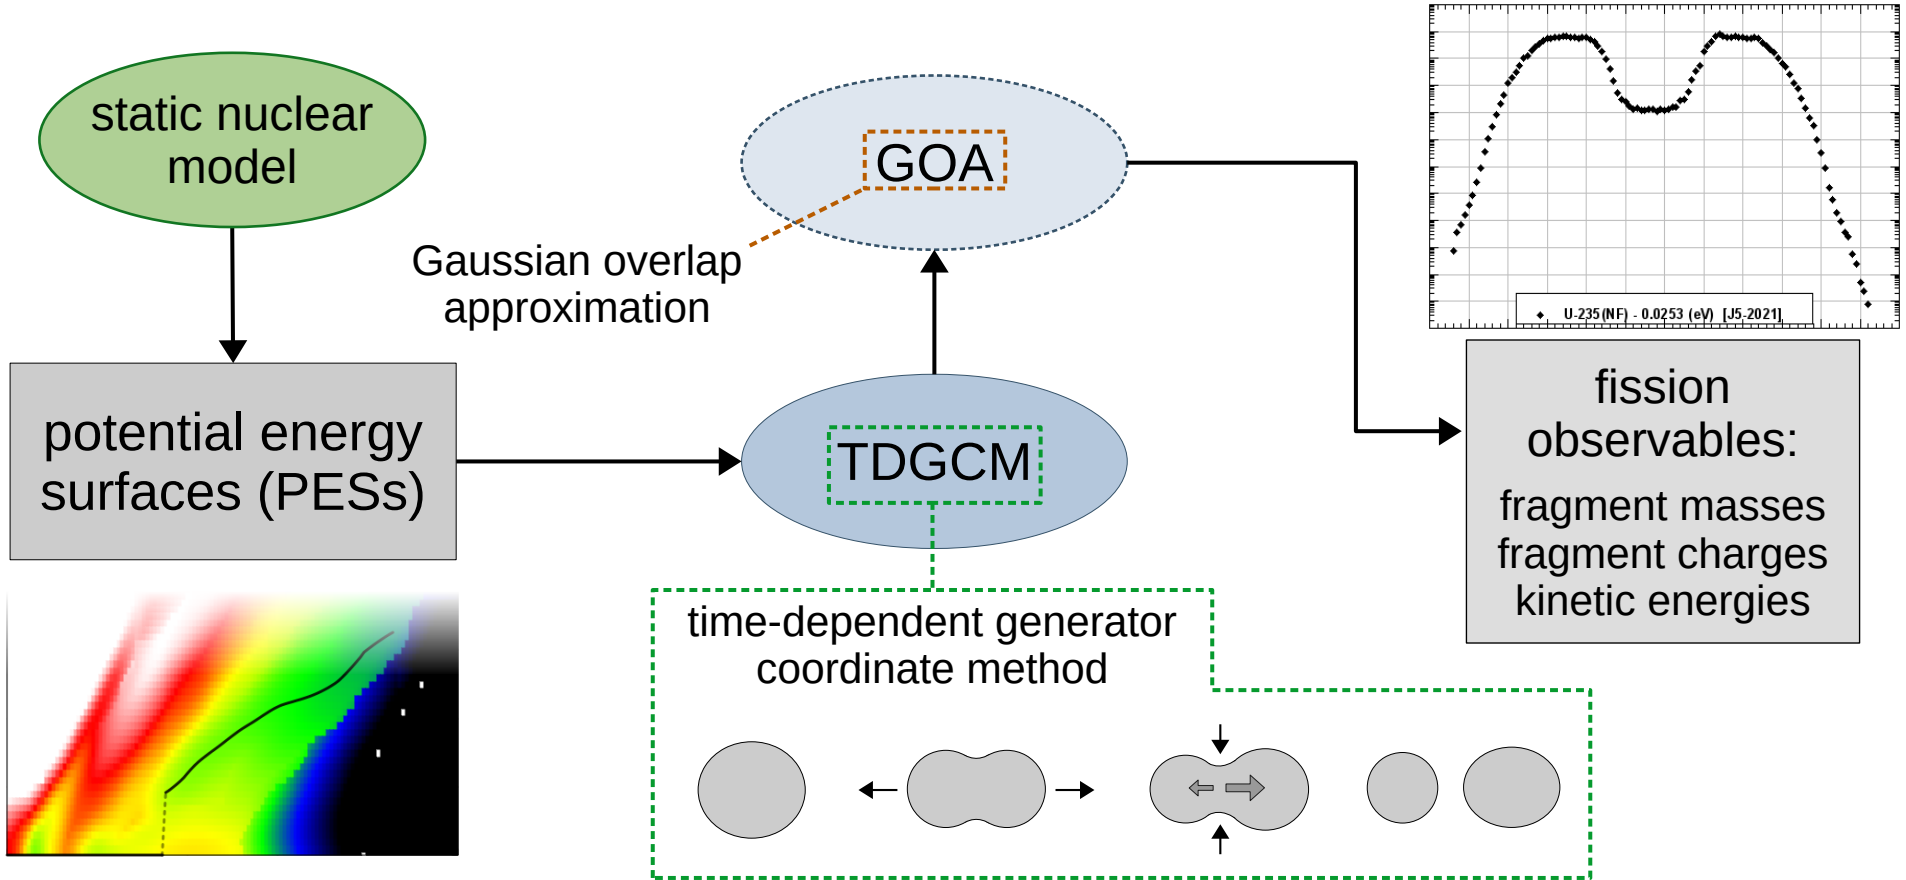 static nuclear
model
GOA
Gaussian overlap
approximation
U-235(NF) - 0.0253 (eV) [J5-2021]
potential energy
surfaces (PESs)
TDGCM
fission
observables:
fragment masses
fragment charges
kinetic energies
time-dependent generator
coordinate method